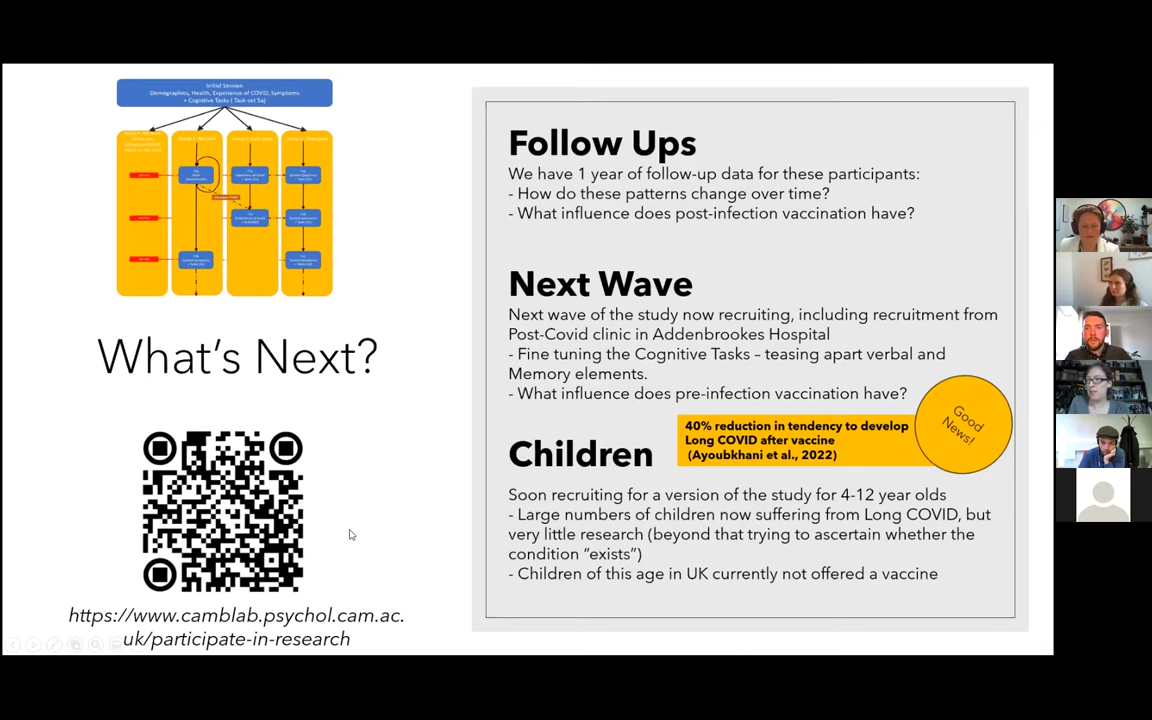 Initial Session
Demographics, Health, Experience of COVID, Symptoms
+ Cognitive Tasks ( Task-set Sa)
What's Next?
https://www.camblab.psychol.cam.ac.
uk/participate-in-research
Follow Ups
We have 1 year of follow-up data for these participants:
- How do these patterns change over time?
- What influence does post-infection vaccination have?
Next Wave
Next wave of the study now recruiting, including recruitment from
Post-Covid clinic in Addenbrookes Hospital
- Fine tuning the Cognitive Tasks – teasing apart verbal and
Memory elements.
- What influence does pre-infection vaccination have?
Good
News!
40% reduction in tendency to develop
Long COVID after vaccine
(Ayoubkhani et al., 2022)
Children
Soon recruiting for a version of the study for 4-12 year olds
- Large numbers of children now suffering from Long COVID, but
very little research (beyond that trying to ascertain whether the
condition “exists”)
- Children of this age in UK currently not offered a vaccine